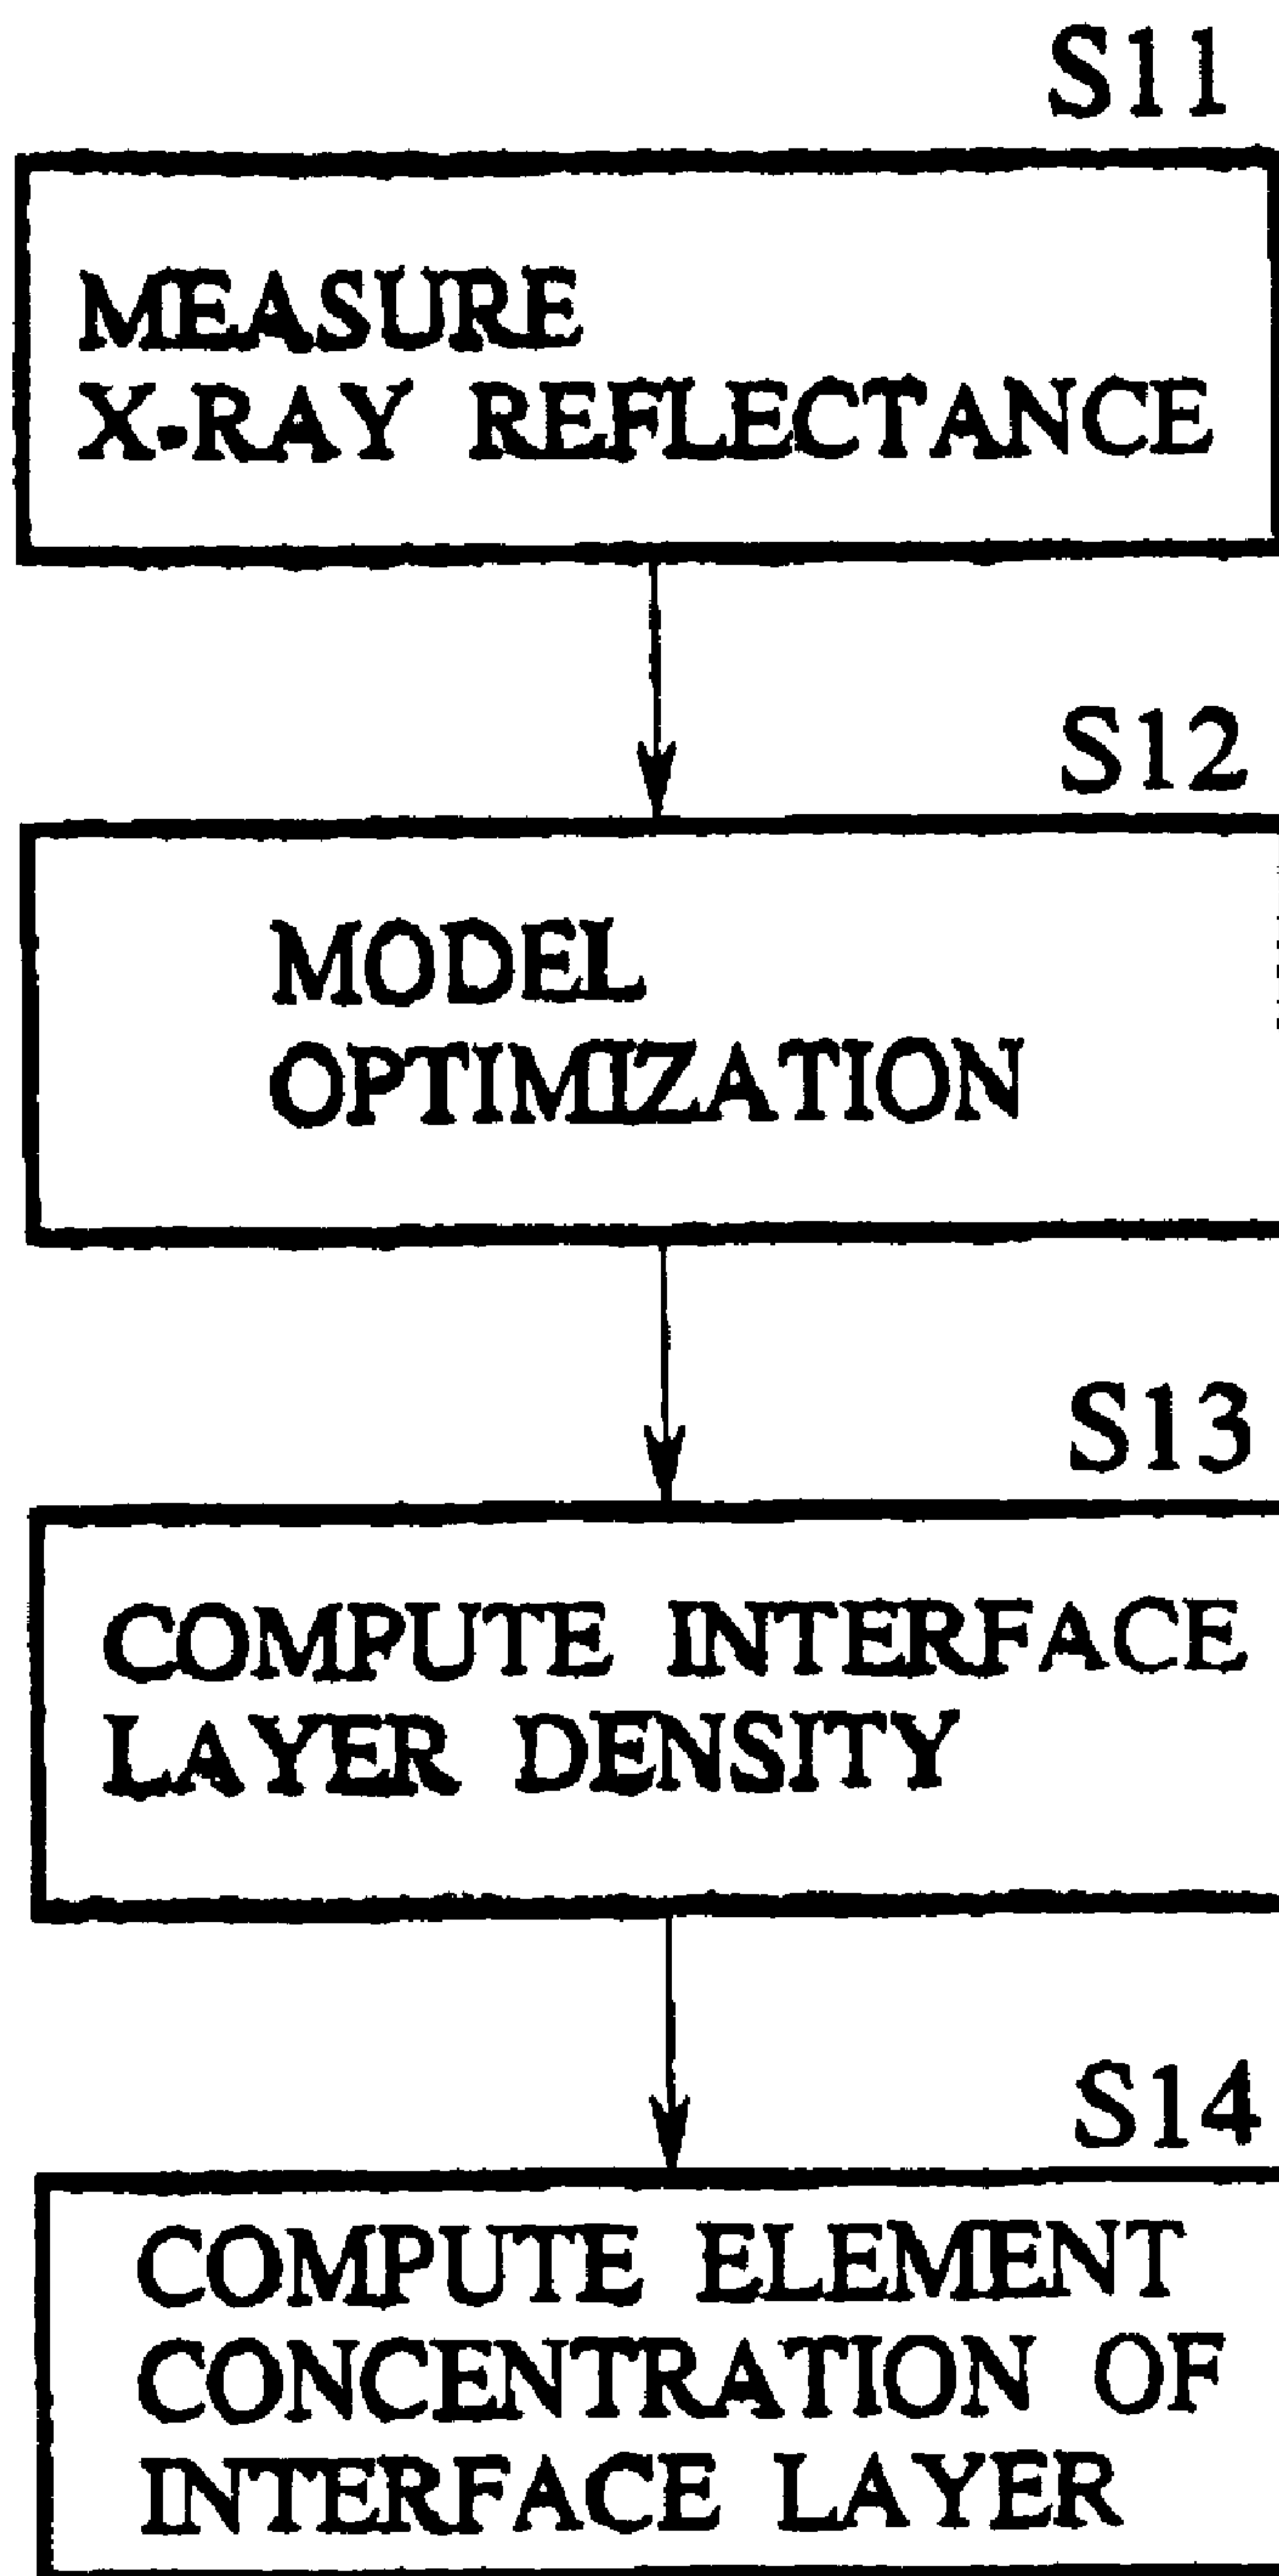 S11
MEASURE
X-RAY REFLECTANCE
S12
MODEL
OPTIMIZATION
S13
COMPUTE INTERFACE
LAYER DENSITY
S14
COMPUTE ELEMENT
CONCENTRATION OF
INTERFACE LAYER